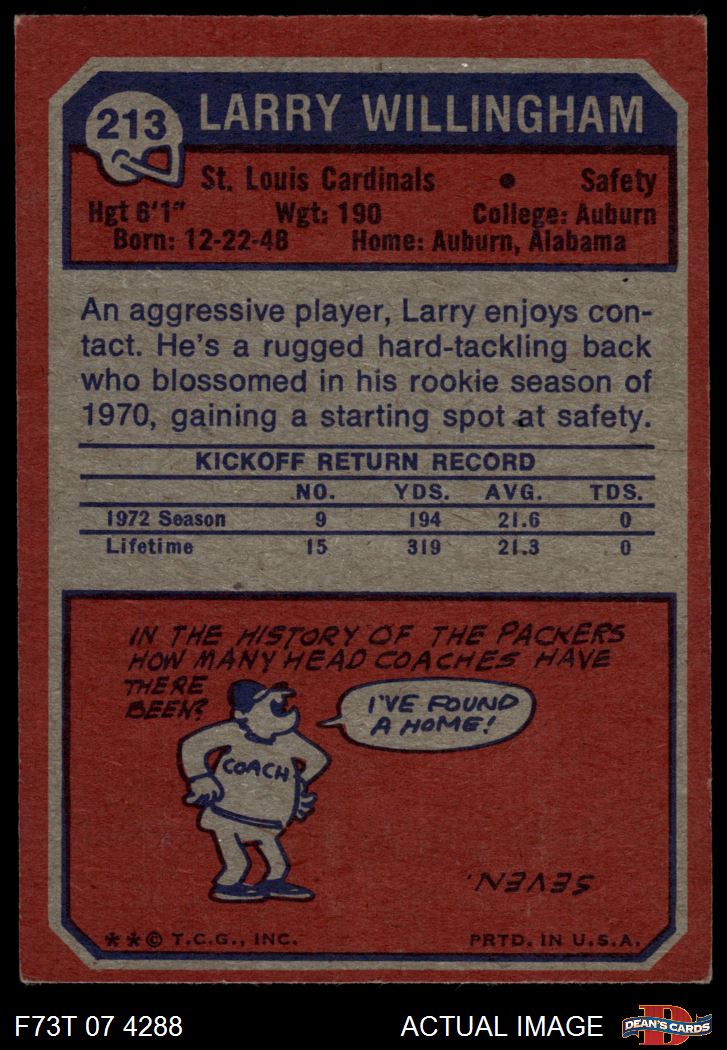 213 LARRY WILLINGHAM
St. Louis Cardinals • Safety
Hgt 6'1" Wgt: 190 College: Auburn
Born: 12-22-48 Home: Auburn, Alabama
An aggressive player, Larry enjoys con-
tact. He's a rugged hard-tackling back
who blossomed in his rookie season of
1970, gaining a starting spot at safety.
KICKOFF RETURN RECORD
NO. YDS. AVG. TDS.
1972 Season 9 194 21.6 0
Lifetime 15 319 21.3 0
IN THE HISTORY OF THE PACKERS
HOW MANY HEAD COACHES HAVE
THERE
BEEN?
I'VE FOUND
A HOME!
COACH
SEVEN.
**© T.C.G., INC. PRTD. IN U.S.A.
F73T 07 4288 ACTUAL IMAGE D DEAN'S CARDS